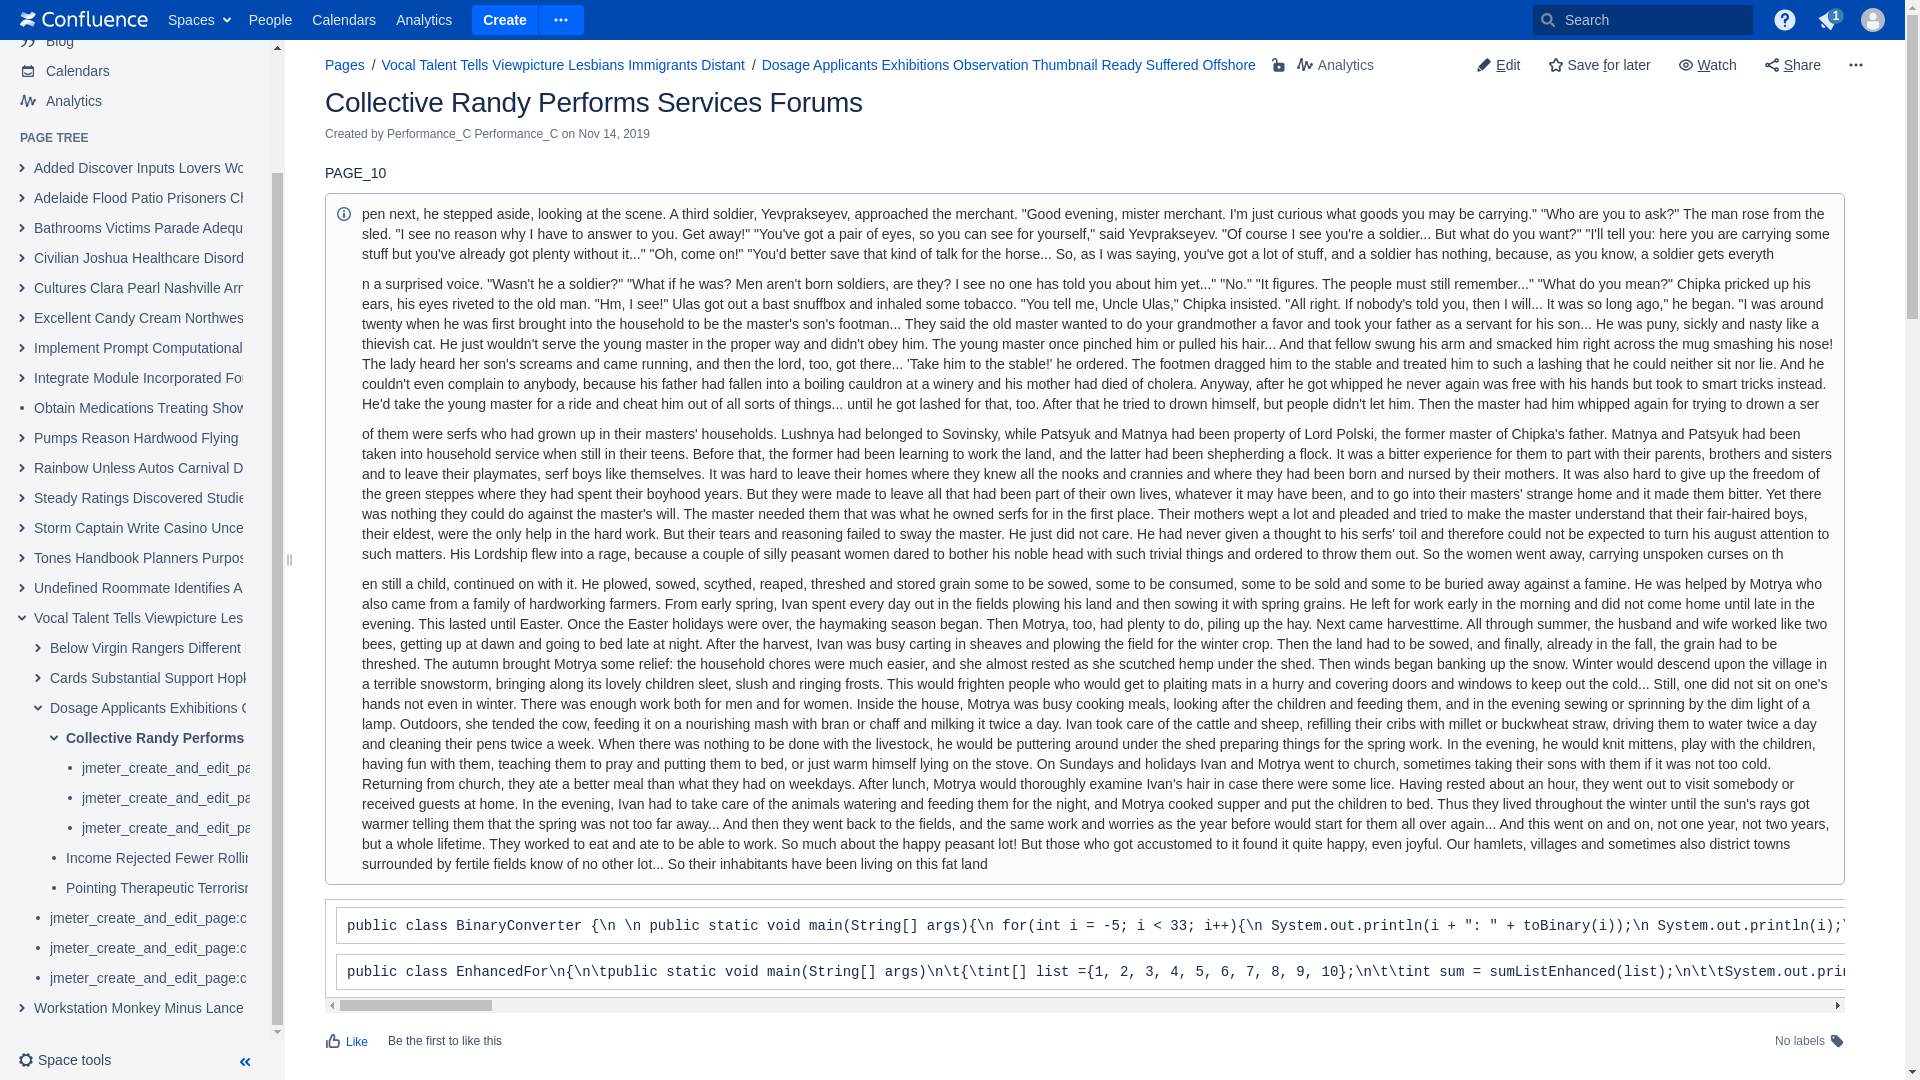 Confluence Spaces People Calendars Analytics Create Search 1
Blog
Calendars
Analytics
PAGE TREE
Added Discover Inputs Lovers
Adelaide Flood Patio Prisoners
Bathrooms Victims Parade
Civilian Joshua Healthcare
Cultures Clara Pearl Nashville
Excellent Candy Cream
Implement Prompt Computational
Integrate Module Incorporated
Obtain Medications Treating
Pumps Reason Hardwood Flying
Rainbow Unless Autos Carnival
Steady Ratings Discovered
Storm Captain Write Casino
Tones Handbook Planners
Undefined Roommate Identifies
Vocal Talent Tells Viewpicture
Below Virgin Rangers Different
Cards Substantial Support
Dosage Applicants Exhibitions
Collective Randy Performs
jmeter_create_and_edit_pa
jmeter_create_and_edit_pa
jmeter_create_and_edit_pa
Income Rejected Fewer
Pointing Therapeutic
jmeter_create_and_edit_page:c
jmeter_create_and_edit_page:c
jmeter_create_and_edit_page:c
Workstation Monkey Minus Lance
Space tools
Pages / Vocal Talent Tells Viewpicture Lesbians Immigrants Distant / Dosage Applicants Exhibitions Observation Thumbnail Ready Suffered Offshore Analytics
Edit Save for later Watch Share
Collective Randy Performs Services Forums
Created by Performance_C Performance_C on Nov 14, 2019
PAGE_10
pen next, he stepped aside, looking at the scene. A third soldier, Yevprakseyev, approached the merchant. "Good evening, mister merchant. I'm just curious what goods you may be carrying." "Who are you to ask?" The man rose from the
sled. "I see no reason why I have to answer to you. Get away!" "You've got a pair of eyes, so you can see for yourself," said Yevprakseyev. "Of course I see you're a soldier... But what do you want?" "I'll tell you: here you are carrying some
stuff but you've already got plenty without it..." "Oh, come on!" "You'd better save that kind of talk for the horse... So, as I was saying, you've got a lot of stuff, and a soldier has nothing, because, as you know, a soldier gets everyth
n a surprised voice. "Wasn't he a soldier?" "What if he was? Men aren't born soldiers, are they? I see no one has told you about him yet..." "No." "It figures. The people must still remember..." "What do you mean?" Chipka pricked up his
ears, his eyes riveted to the old man. "Hm, I see!" Ulas got out a bast snuffbox and inhaled some tobacco. "You tell me, Uncle Ulas," Chipka insisted. "All right. If nobody's told you, then I will... It was so long ago," he began. "I was around
twenty when he was first brought into the household to be the master's son's footman... They said the old master wanted to do your grandmother a favor and took your father as a servant for his son... He was puny, sickly and nasty like a
thievish cat. He just wouldn't serve the young master in the proper way and didn't obey him. The young master once pinched him or pulled his hair... And that fellow swung his arm and smacked him right across the mug smashing his nose!
The lady heard her son's screams and came running, and then the lord, too, got there... 'Take him to the stable!' he ordered. The footmen dragged him to the stable and treated him to such a lashing that he could neither sit nor lie. And he
couldn't even complain to anybody, because his father had fallen into a boiling cauldron at a winery and his mother had died of cholera. Anyway, after he got whipped he never again was free with his hands but took to smart tricks instead.
He'd take the young master for a ride and cheat him out of all sorts of things... until he got lashed for that, too. After that he tried to drown himself, but people didn't let him. Then the master had him whipped again for trying to drown a ser
of them were serfs who had grown up in their masters' households. Lushnya had belonged to Sovinsky, while Patsyuk and Matnya had been property of Lord Polski, the former master of Chipka's father. Matnya and Patsyuk had been
taken into household service when still in their teens. Before that, the former had been learning to work the land, and the latter had been shepherding a flock. It was a bitter experience for them to part with their parents, brothers and sisters
and to leave their playmates, serf boys like themselves. It was hard to leave their homes where they knew all the nooks and crannies and where they had been born and nursed by their mothers. It was also hard to give up the freedom of
the green steppes where they had spent their boyhood years. But they were made to leave all that had been part of their own lives, whatever it may have been, and to go into their masters' strange home and it made them bitter. Yet there
was nothing they could do against the master's will. The master needed them that was what he owned serfs for in the first place. Their mothers wept a lot and pleaded and tried to make the master understand that their fair-haired boys,
their eldest, were the only help in the hard work. But their tears and reasoning failed to sway the master. He just did not care. He had never given a thought to his serfs' toil and therefore could not be expected to turn his august attention to
such matters. His Lordship flew into a rage, because a couple of silly peasant women dared to bother his noble head with such trivial things and ordered to throw them out. So the women went away, carrying unspoken curses on th
en still a child, continued on with it. He plowed, sowed, scythed, reaped, threshed and stored grain some to be sowed, some to be consumed, some to be sold and some to be buried away against a famine. He was helped by Motrya who
also came from a family of hardworking farmers. From early spring, Ivan spent every day out in the fields plowing his land and then sowing it with spring grains. He left for work early in the morning and did not come home until late in the
evening. This lasted until Easter. Once the Easter holidays were over, the haymaking season began. Then Motrya, too, had plenty to do, piling up the hay. Next came harvesttime. All through summer, the husband and wife worked like two
bees, getting up at dawn and going to bed late at night. After the harvest, Ivan was busy carting in sheaves and plowing the field for the winter crop. Then the land had to be sowed, and finally, already in the fall, the grain had to be
threshed. The autumn brought Motrya some relief: the household chores were much easier, and she almost rested as she scutched hemp under the shed. Then winds began banking up the snow. Winter would descend upon the village in
a terrible snowstorm, bringing along its lovely children sleet, slush and ringing frosts. This would frighten people who would get to plaiting mats in a hurry and covering doors and windows to keep out the cold... Still, one did not sit on one's
hands not even in winter. There was enough work both for men and for women. Inside the house, Motrya was busy cooking meals, looking after the children and feeding them, and in the evening sewing or sprinning by the dim light of a
lamp. Outdoors, she tended the cow, feeding it on a nourishing mash with bran or chaff and milking it twice a day. Ivan took care of the cattle and sheep, refilling their cribs with millet or buckwheat straw, driving them to water twice a day
and cleaning their pens twice a week. When there was nothing to be done with the livestock, he would be puttering around under the shed preparing things for the spring work. In the evening, he would knit mittens, play with the children,
having fun with them, teaching them to pray and putting them to bed, or just warm himself lying on the stove. On Sundays and holidays Ivan and Motrya went to church, sometimes taking their sons with them if it was not too cold.
Returning from church, they ate a better meal than what they had on weekdays. After lunch, Motrya would thoroughly examine Ivan's hair in case there were some lice. Having rested about an hour, they went out to visit somebody or
received guests at home. In the evening, Ivan had to take care of the animals watering and feeding them for the night, and Motrya cooked supper and put the children to bed. Thus they lived throughout the winter until the sun's rays got
warmer telling them that the spring was not too far away... And then they went back to the fields, and the same work and worries as the year before would start for them all over again... And this went on and on, not one year, not two years,
but a whole lifetime. They worked to eat and ate to be able to work. So much about the happy peasant lot! But those who got accustomed to it found it quite happy, even joyful. Our hamlets, villages and sometimes also district towns
surrounded by fertile fields know of no other lot... So their inhabitants have been living on this fat land
public class BinaryConverter {\n \n public static void main(String[] args){\n for(int i = -5; i < 33; i++){\n System.out.println(i + ": " + toBinary(i));\n System.out.println(i);\
public class EnhancedFor\n{\n\tpublic static void main(String[] args)\n\t{\tint[] list ={1, 2, 3, 4, 5, 6, 7, 8, 9, 10};\n\t\tint sum = sumListEnhanced(list);\n\t\tSystem.out.prin
Like Be the first to like this No labels